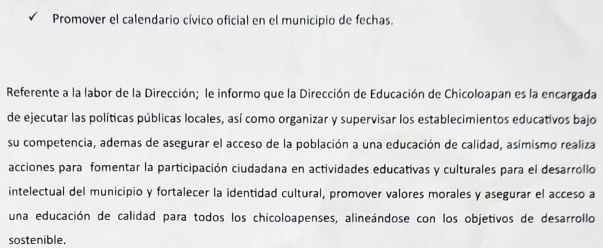 ✓ Promover el calendario cívico oficial en el municipio de fechas.
Referente a la labor de la Dirección; le informo que la Dirección de Educación de Chicoloapan es la encargada
de ejecutar las políticas públicas locales, así como organizar y supervisar los establecimientos educativos bajo
su competencia, ademas de asegurar el acceso de la población a una educación de calidad, asimismo realiza
acciones para fomentar la participación ciudadana en actividades educativas y culturales para el desarrollo
intelectual del municipio y fortalecer la identidad cultural, promover valores morales y asegurar el acceso a
una educación de calidad para todos los chicoloapenses, alineándose con los objetivos de desarrollo
sostenible.